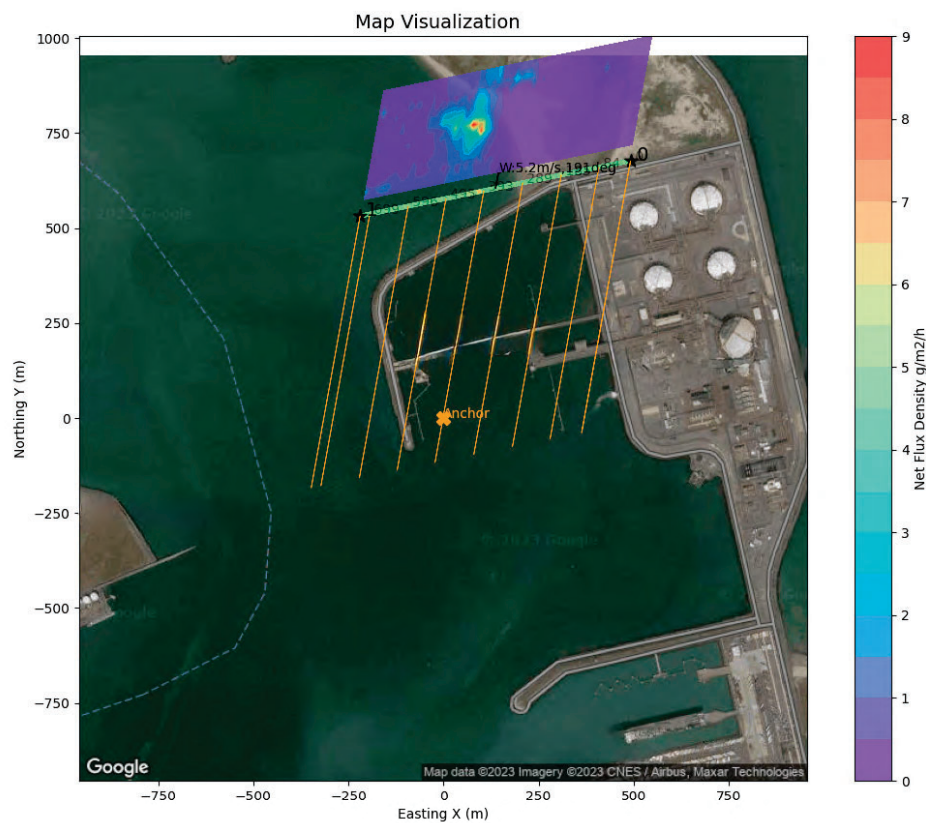 Map Visualization
1000
750
500
250
0
−250
−500
−750
Northing Y (m)
−750
−500
−250
0
250
500
750
Easting X (m)
W:5.2m/s,191deg
0
Anchor
© 2023 Google
© 2023 Google
Google
Google
Map data ©2023 Imagery ©2023 CNES / Airbus, Maxar Technologies
9
8
7
6
5
4
3
2
1
0
Net Flux Density g/m2/h